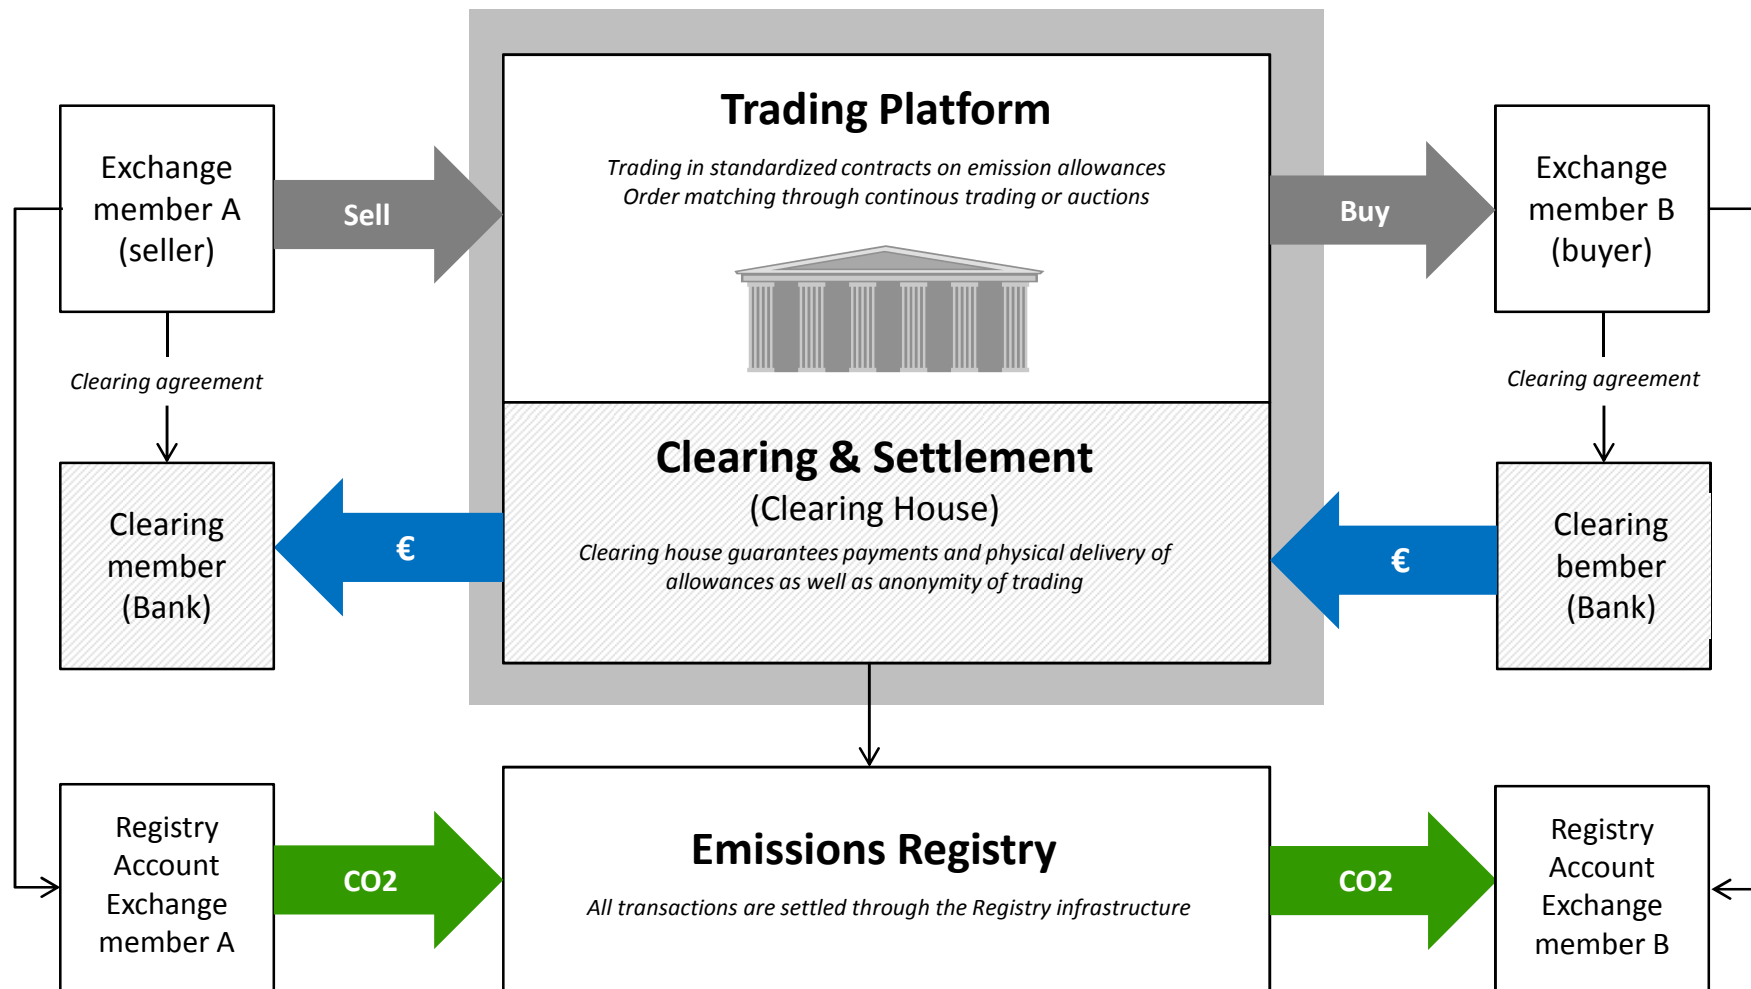 Trading Platform
Trading in standardized contracts on emission allowances
Order matching through continous trading or auctions
Exchange
member A
(seller)
Sell
Buy
Exchange
member B
(buyer)
Clearing agreement
Clearing agreement
Clearing & Settlement
(Clearing House)
Clearing house guarantees payments and physical delivery of
allowances as well as anonymity of trading
Clearing
member
(Bank)
€
€
Clearing
bember
(Bank)
Registry
Account
Exchange
member A
CO2
Emissions Registry
All transactions are settled through the Registry infrastructure
CO2
Registry
Account
Exchange
member B